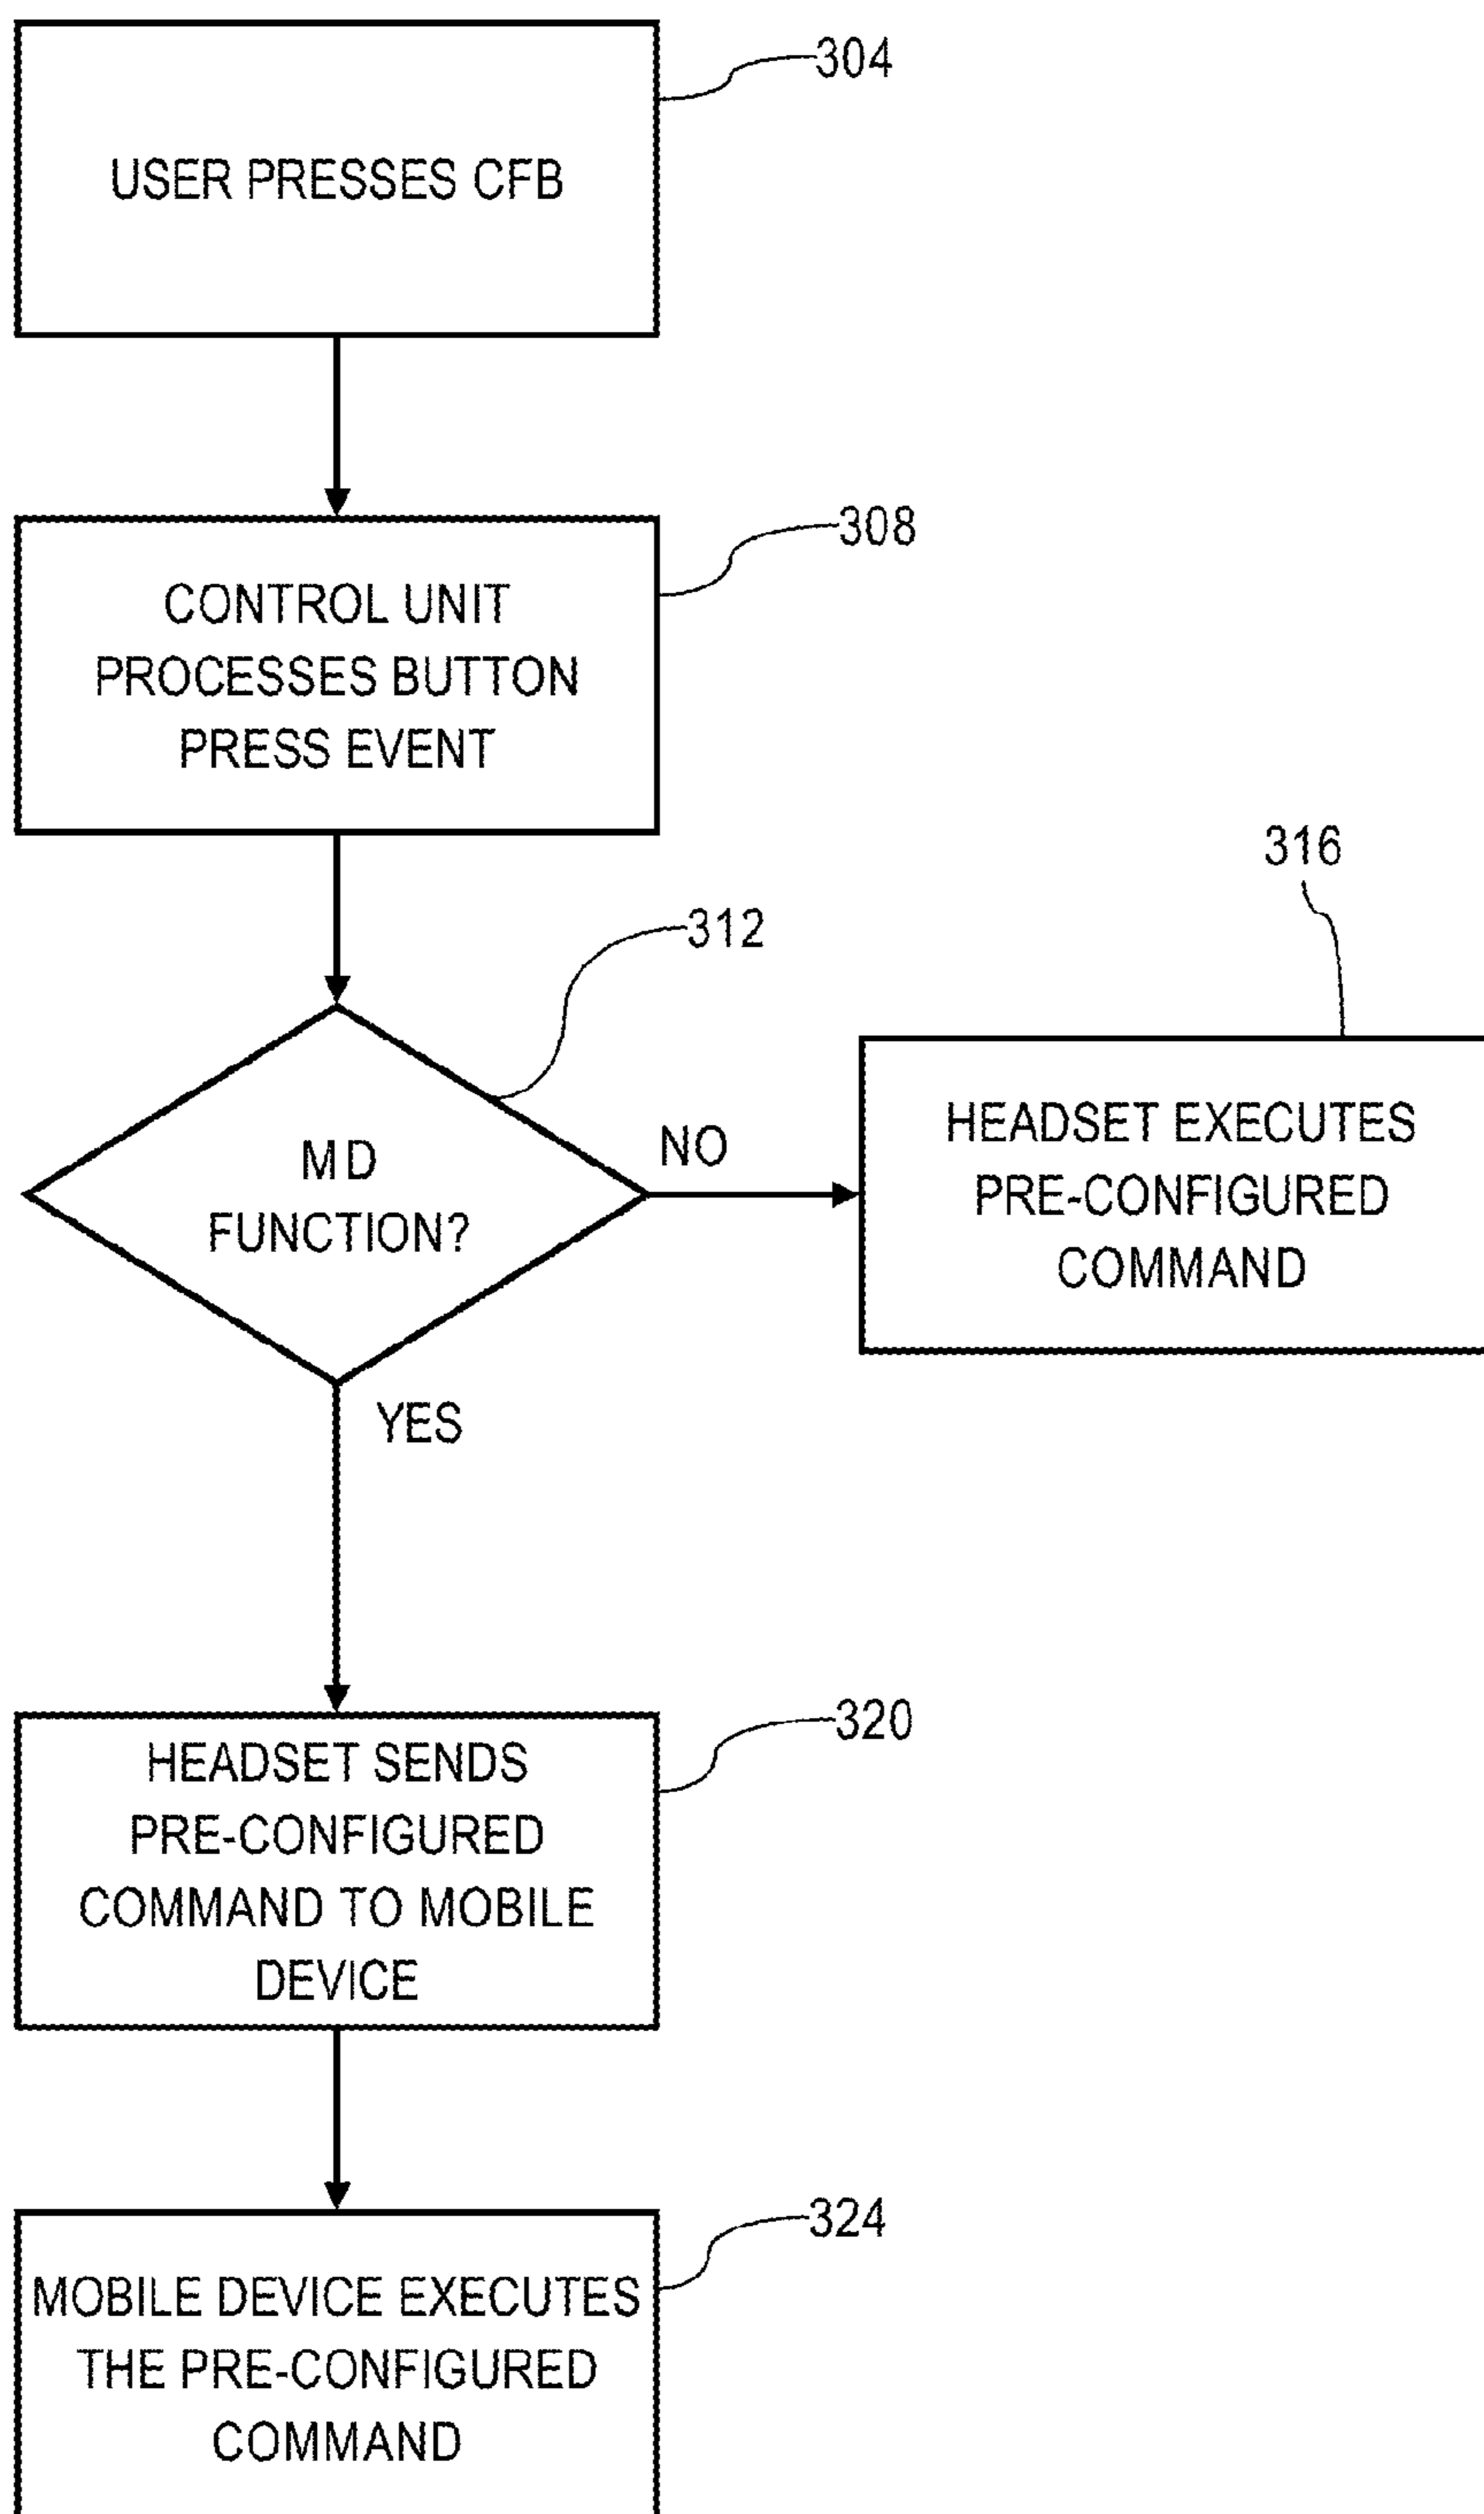 304
USER PRESSES CFB
308
CONTROL UNIT
PROCESSES BUTTON
PRESS EVENT
312
MD
FUNCTION?
NO
316
HEADSET EXECUTES
PRE-CONFIGURED
COMMAND
YES
320
HEADSET SENDS
PRE-CONFIGURED
COMMAND TO MOBILE
DEVICE
324
MOBILE DEVICE EXECUTES
THE PRE-CONFIGURED
COMMAND